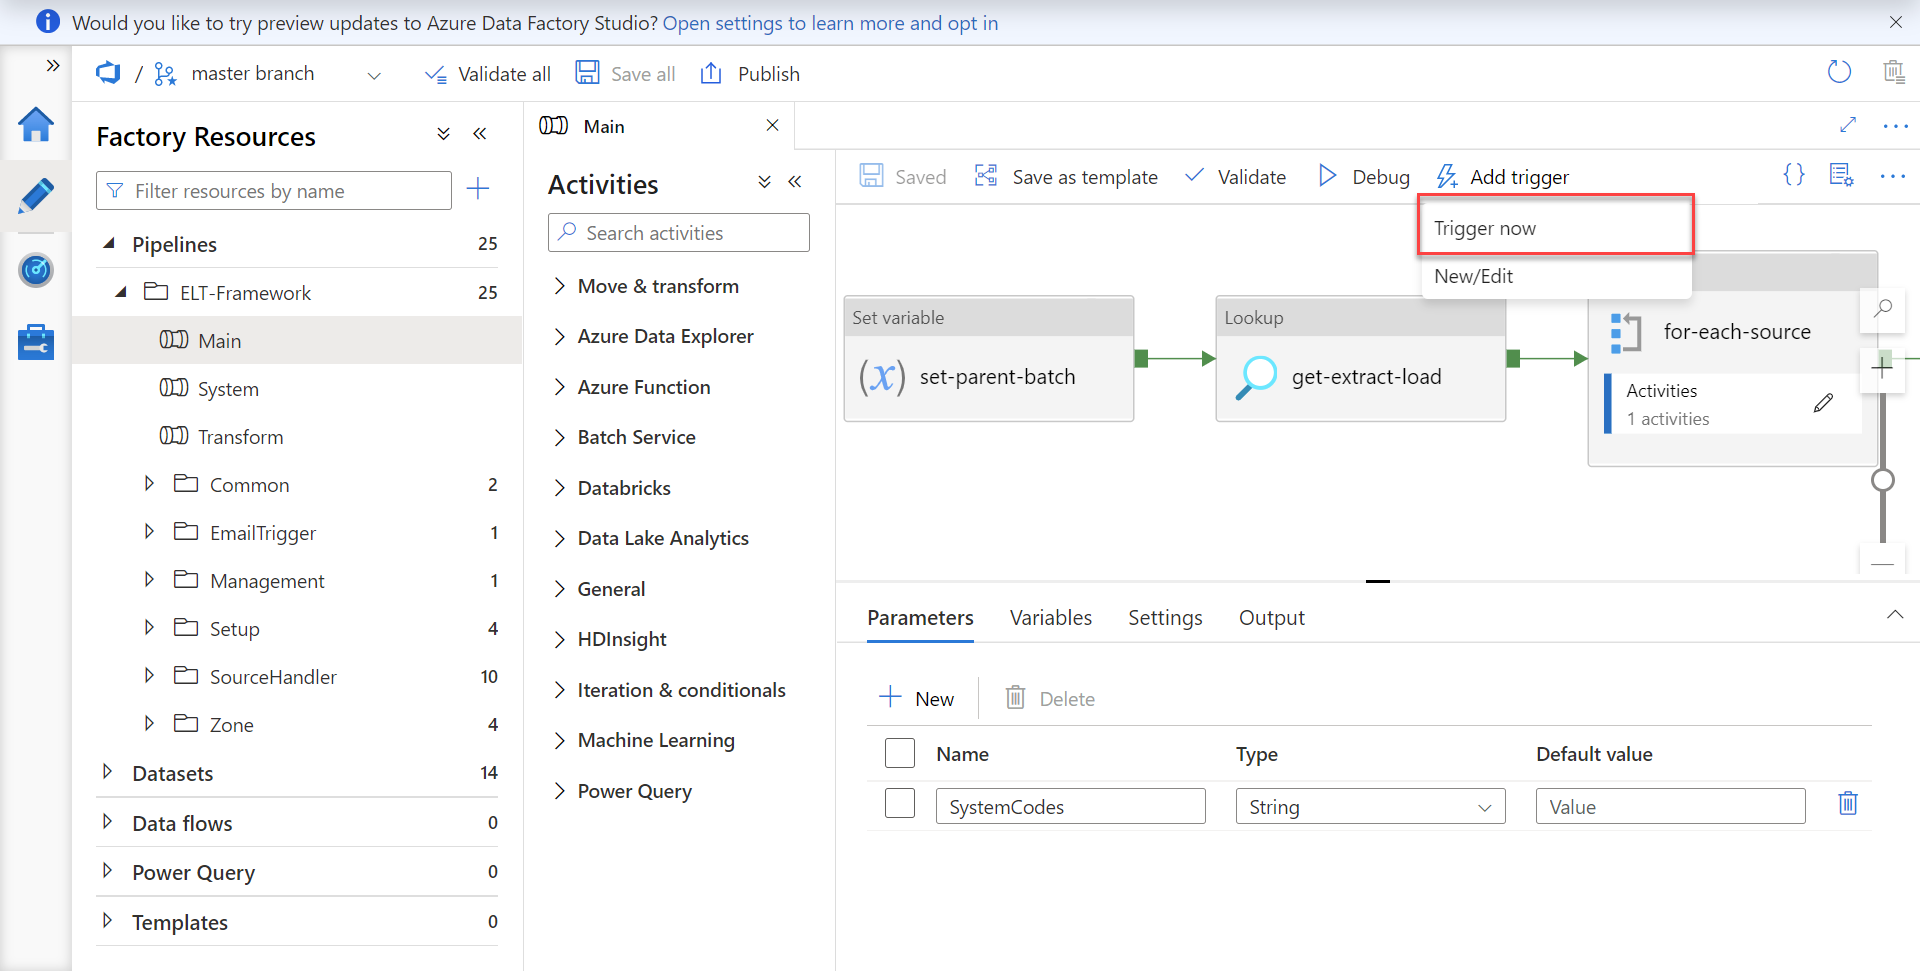 Would you like to try preview updates to Azure Data Factory Studio? Open settings to learn more and opt in
/ master branch
Validate all
Save all
Publish
Factory Resources
Filter resources by name
Pipelines 25
ELT-Framework 25
Main
System
Transform
Common 2
EmailTrigger 1
Management 1
Setup 4
SourceHandler 10
Zone 4
Datasets 14
Data flows 0
Power Query 0
Templates 0
Main
Activities
Search activities
Move & transform
Azure Data Explorer
Azure Function
Batch Service
Databricks
Data Lake Analytics
General
HDInsight
Iteration & conditionals
Machine Learning
Power Query
Saved
Save as template
Validate
Debug
Add trigger
Trigger now
New/Edit
Set variable
(x) set-parent-batch
Lookup
get-extract-load
for-each-source
Activities
1 activities
Parameters
Variables
Settings
Output
New
Delete
Name Type Default value
SystemCodes String Value